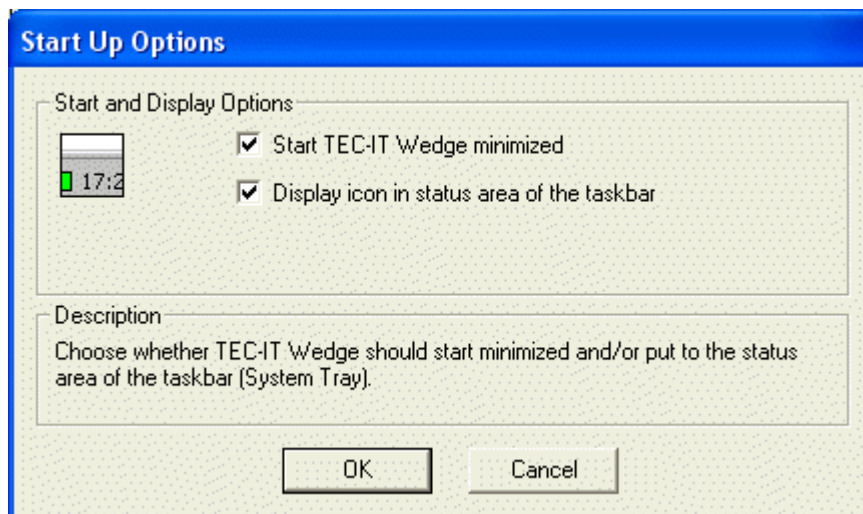 Start Up Options
Start and Display Options
Start TEC-IT Wedge minimized
17:2
Display icon in status area of the taskbar
Description
Choose whether TEC-IT Wedge should start minimized and/or put to the status
area of the taskbar (System Tray).
OK
Cancel